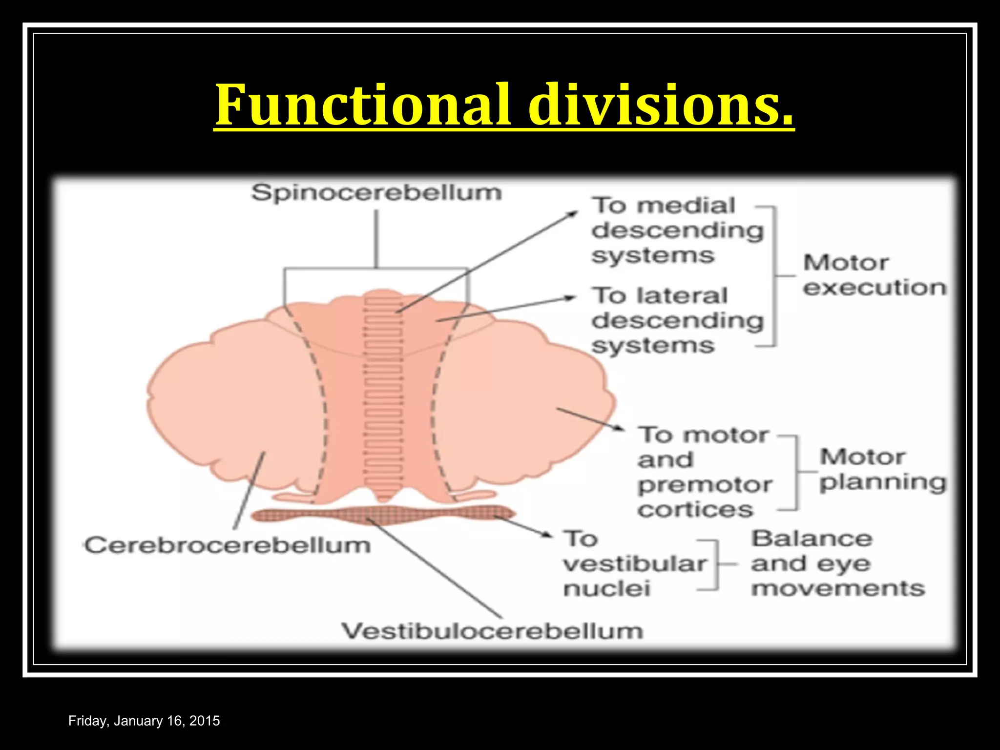 Functional divisions.
Spinocerebellum
To medial
descending
systems
To lateral
descending
systems
Motor
execution
To motor
and
premotor
cortices
Motor
planning
Cerebrocerebellum
To
vestibular
nuclei
Balance
and eye
movements
Vestibulocerebellum
Friday, January 16, 2015